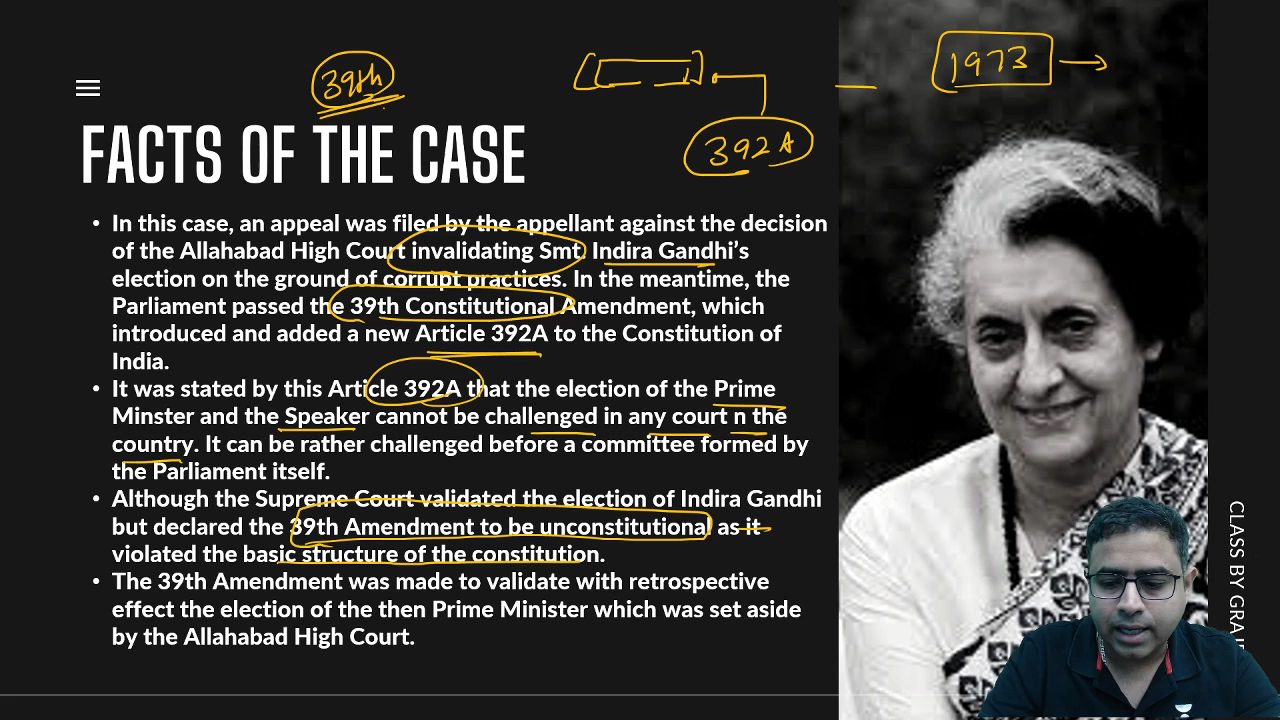 39th
392A
1973
FACTS OF THE CASE
• In this case, an appeal was filed by the appellant against the decision
of the Allahabad High Court invalidating Smt. Indira Gandhi's
election on the ground of corrupt practices. In the meantime, the
Parliament passed the 39th Constitutional Amendment, which
introduced and added a new Article 392A to the Constitution of
India.
• It was stated by this Article 392A that the election of the Prime
Minster and the Speaker cannot be challenged in any court n the
country. It can be rather challenged before a committee formed by
the Parliament itself.
• Although the Supreme Court validated the election of Indira Gandhi
but declared the 39th Amendment to be unconstitutional as it
violated the basic structure of the constitution.
• The 39th Amendment was made to validate with retrospective
effect the election of the then Prime Minister which was set aside
by the Allahabad High Court.
CLASS BY